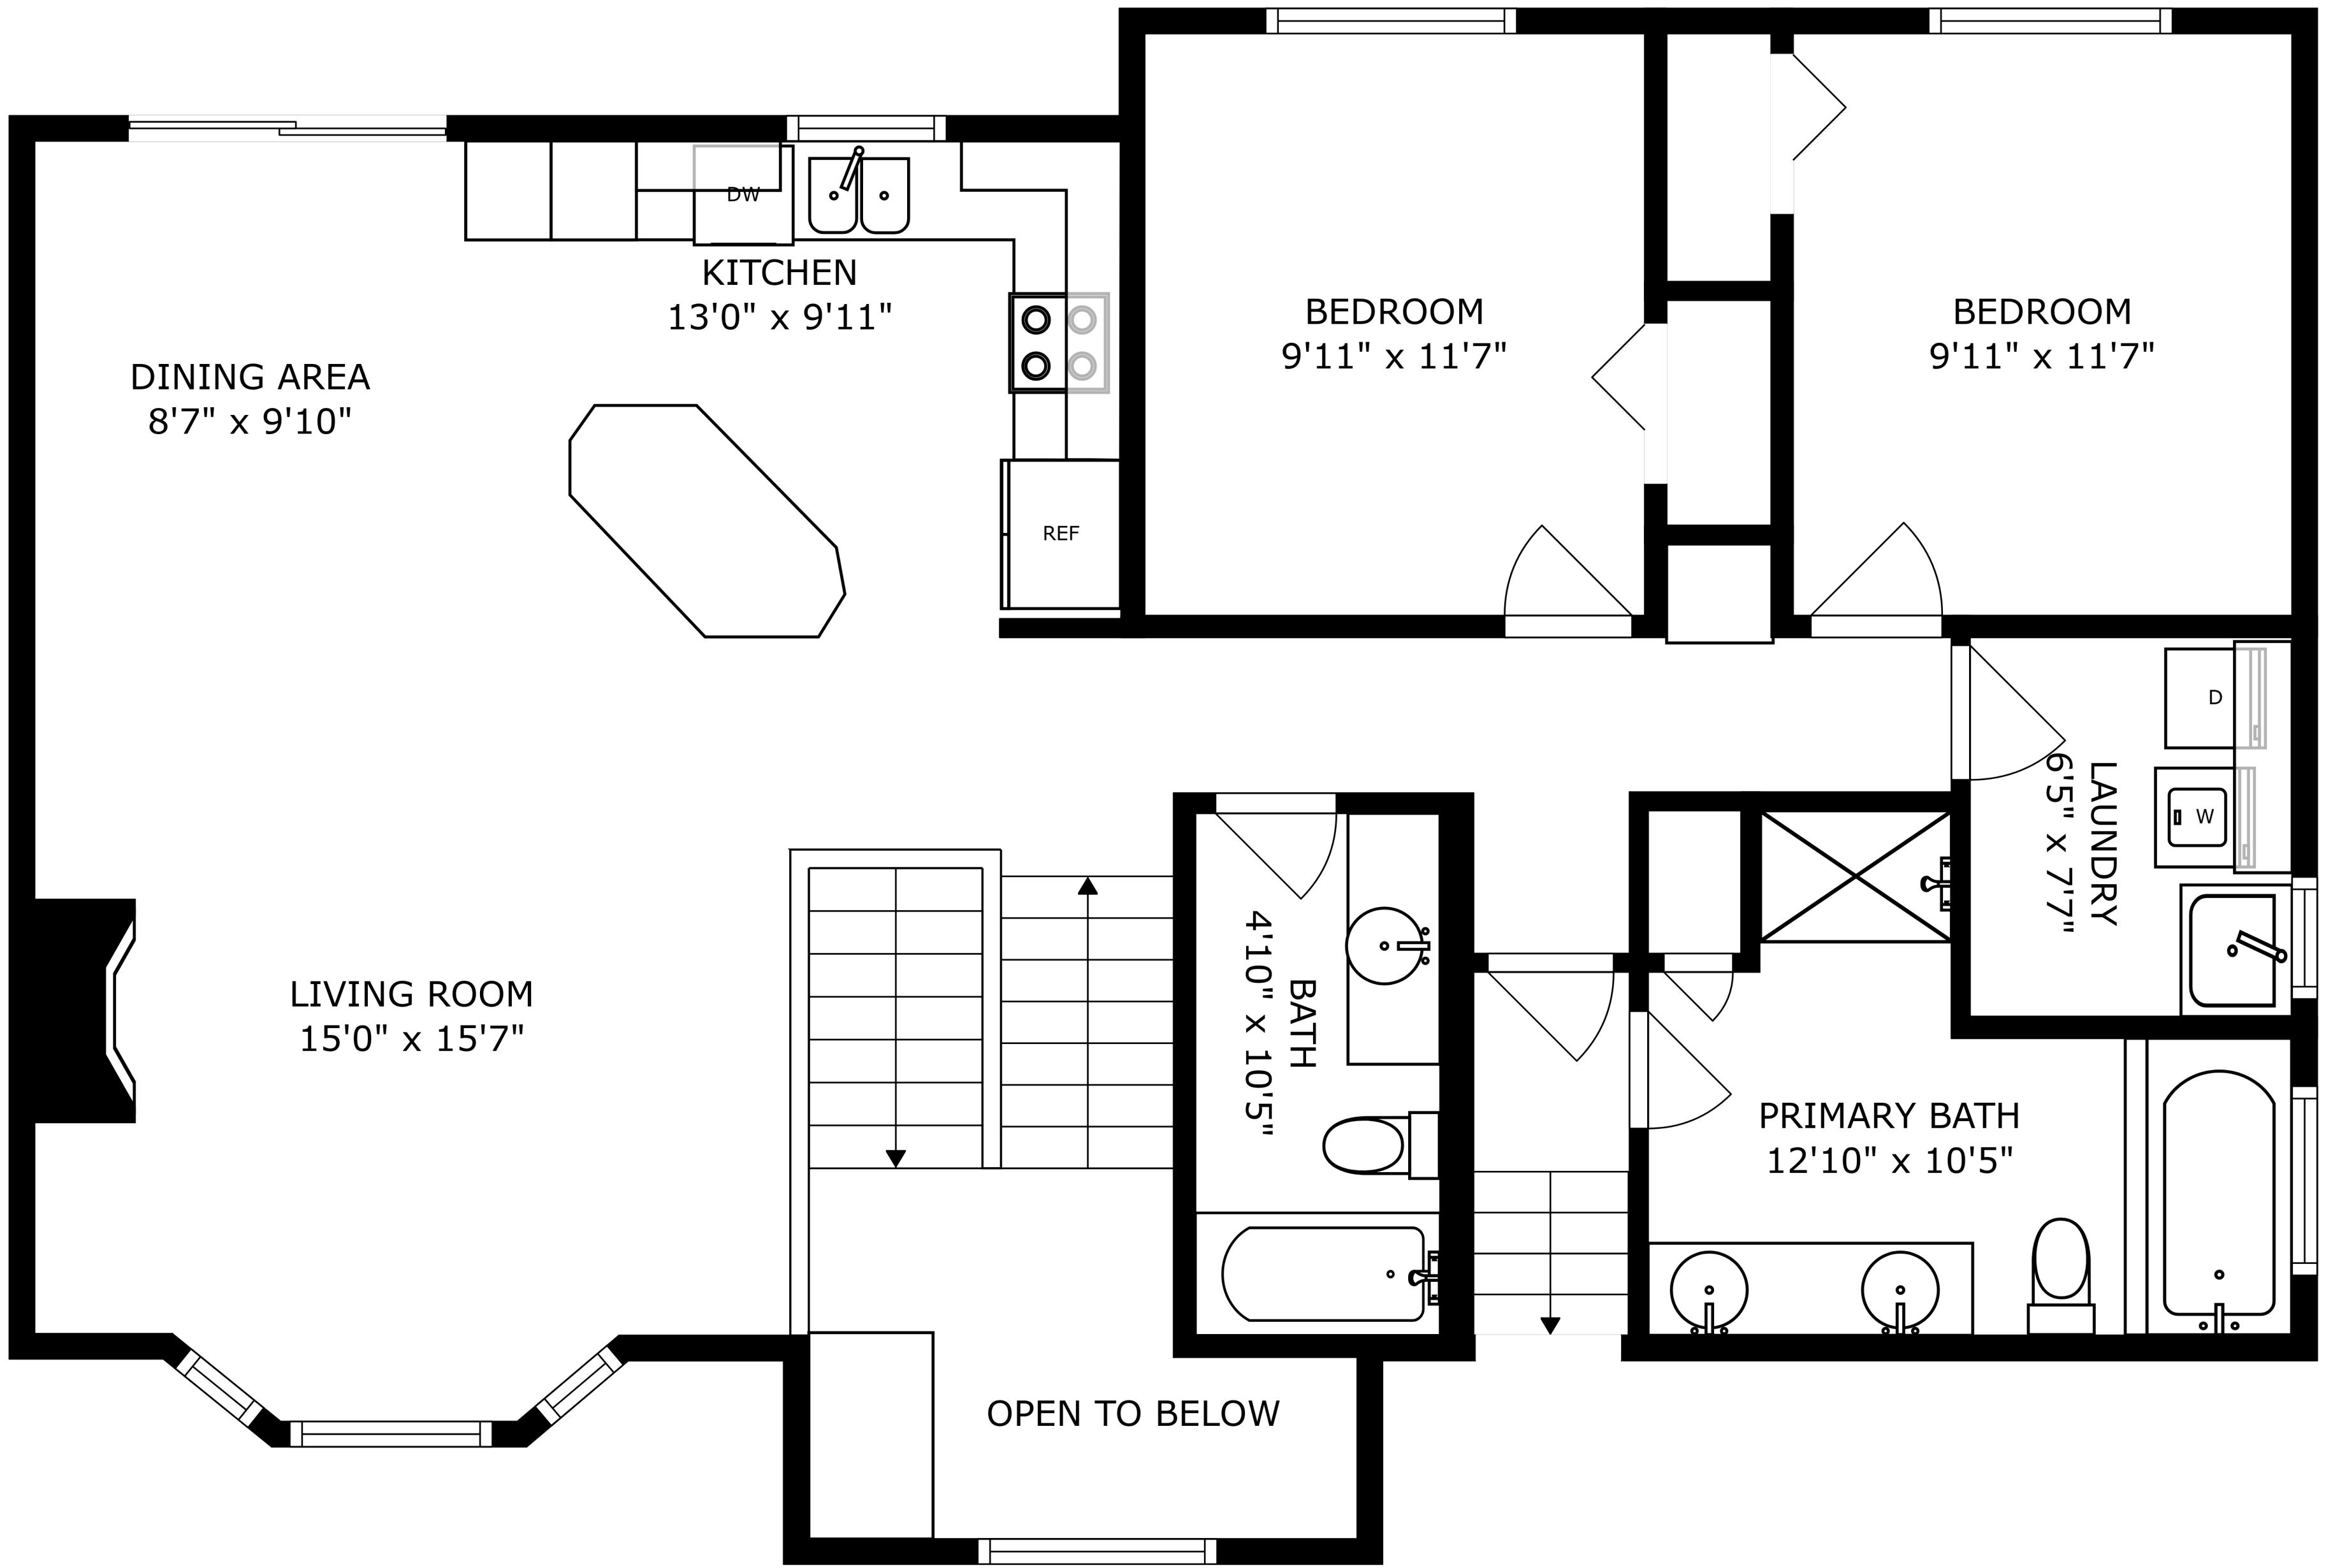 DW
KITCHEN
13'0" x 9'11"
BEDROOM
9'11" x 11'7"
BEDROOM
9'11" x 11'7"
DINING AREA
8'7" x 9'10"
REF
D
W
LAUNDRY
6'5" x 7'7"
LIVING ROOM
15'0" x 15'7"
BATH
4'10" x 10'5"
PRIMARY BATH
12'10" x 10'5"
OPEN TO BELOW